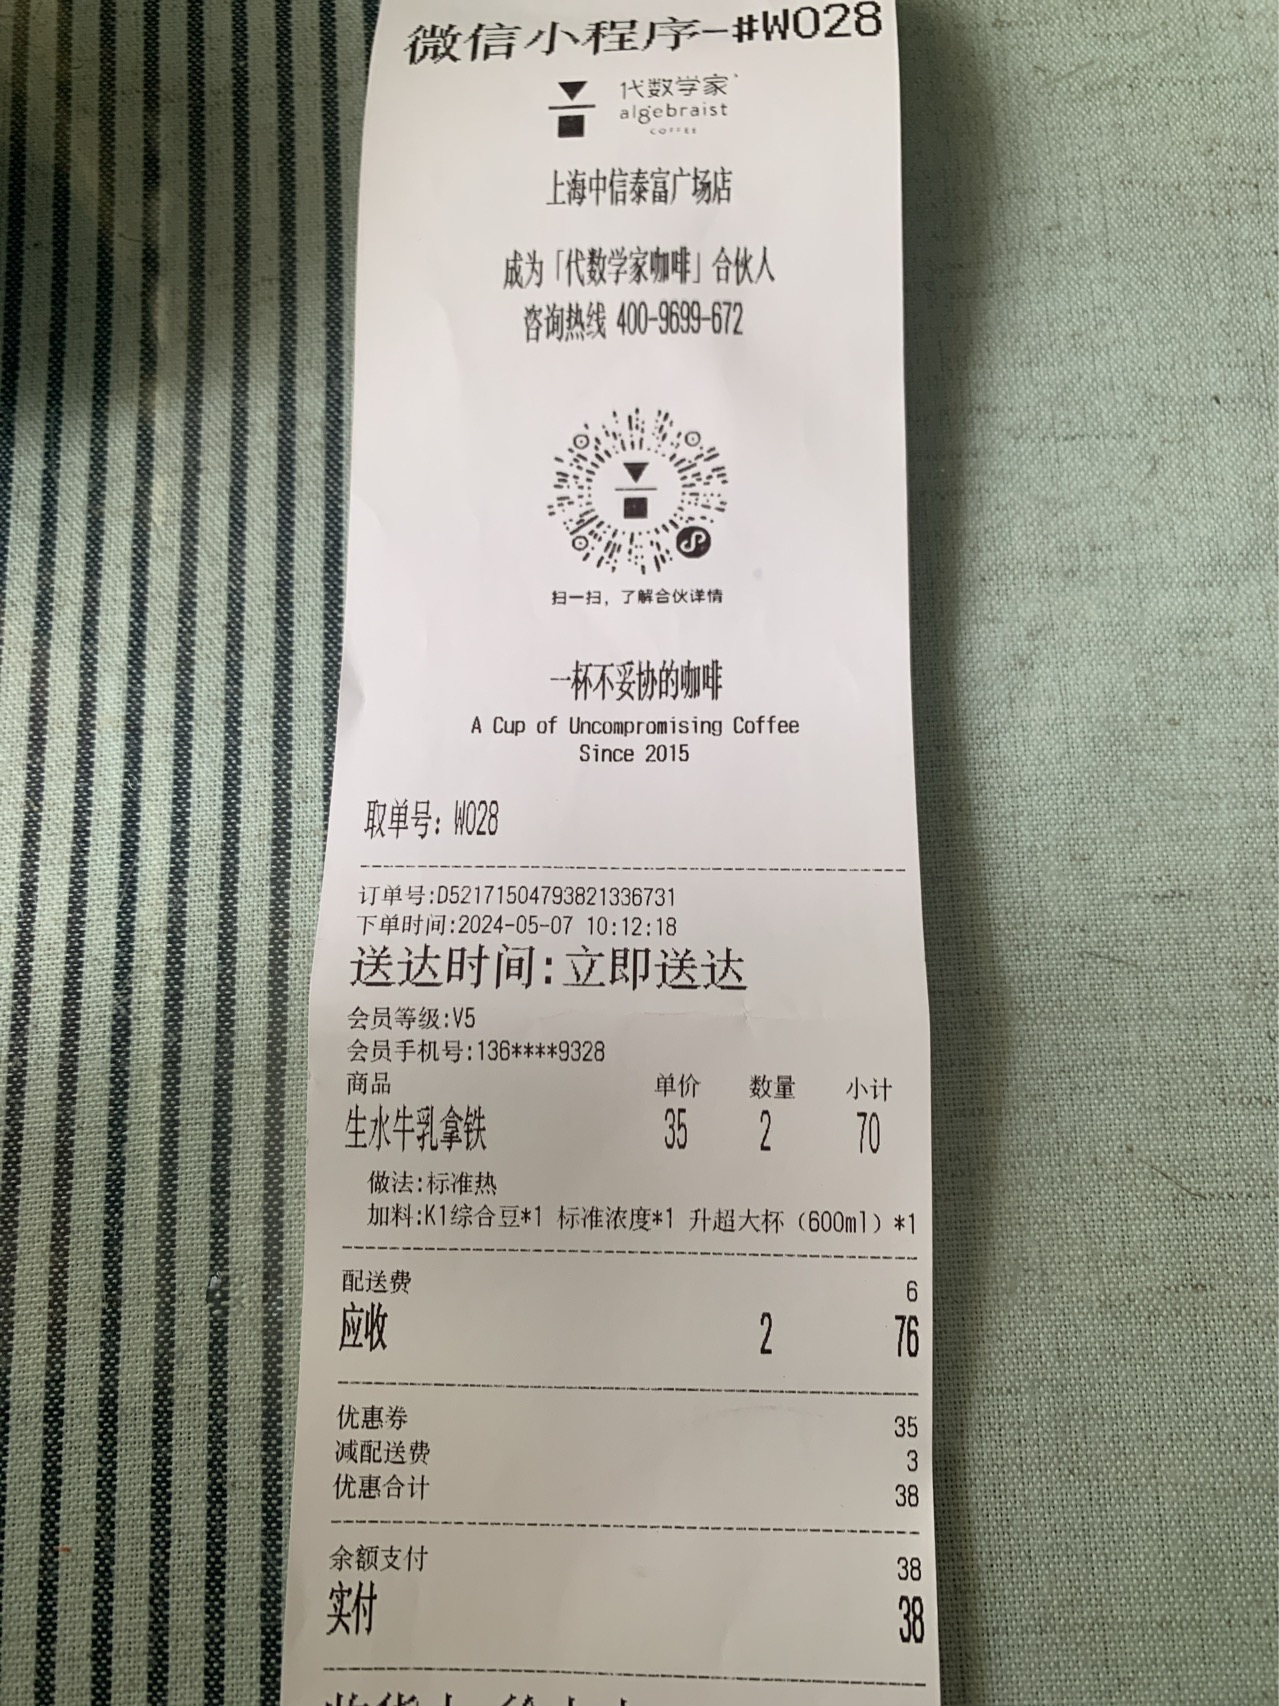 微信小程序-#W028
代数学家
algebraist
COFFEE
上海中信泰富广场店
成为「代数学家咖啡」合伙人
咨询热线 400-9699-672
扫一扫，了解合伙详情
一杯不妥协的咖啡
A Cup of Uncompromising Coffee
Since 2015
取单号: W028
订单号:D521715047938213366731
下单时间:2024-05-07 10:12:18
送达时间:立即送达
会员等级:V5
会员手机号:136****9328
商品 单价 数量 小计
生水牛乳拿铁 35 2 70
做法:标准热
加料:K1综合豆*1 标准浓度*1 升超大杯（600ml）*1
配送费 6
应收 2 76
优惠券 35
减配送费 3
优惠合计 38
余额支付 38
实付 38